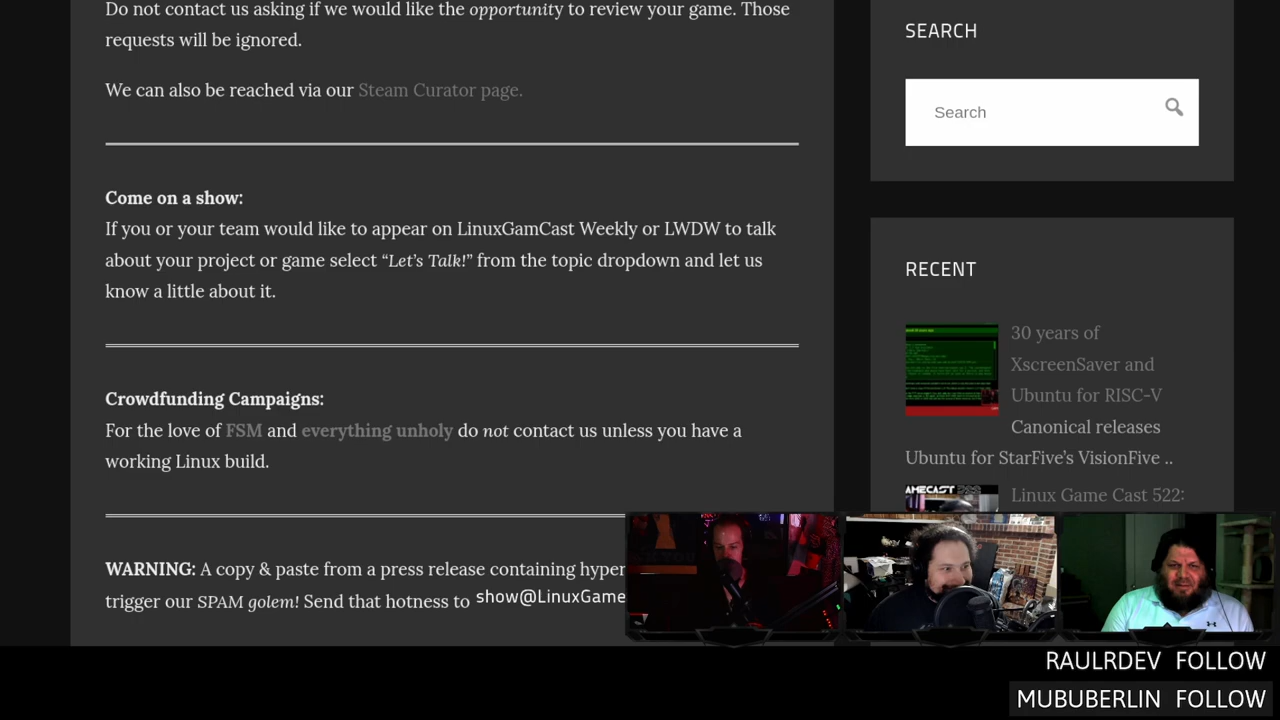 Do not contact us asking if we would like the opportunity to review your game. Those
requests will be ignored.
We can also be reached via our Steam Curator page.
Come on a show:
If you or your team would like to appear on LinuxGamCast Weekly or LWDW to talk
about your project or game select “Let’s Talk!” from the topic dropdown and let us
know a little about it.
Crowdfunding Campaigns:
For the love of FSM and everything unholy do not contact us unless you have a
working Linux build.
WARNING: A copy & paste from a press release containing hyper
trigger our SPAM golem! Send that hotness to show@LinuxGame
SEARCH
Search
RECENT
30 years of
XscreenSaver and
Ubuntu for RISC-V
Canonical releases
Ubuntu for StarFive’s VisionFive ..
Linux Game Cast 522:
RAULRDEV FOLLOW
MUBUBERLIN FOLLOW